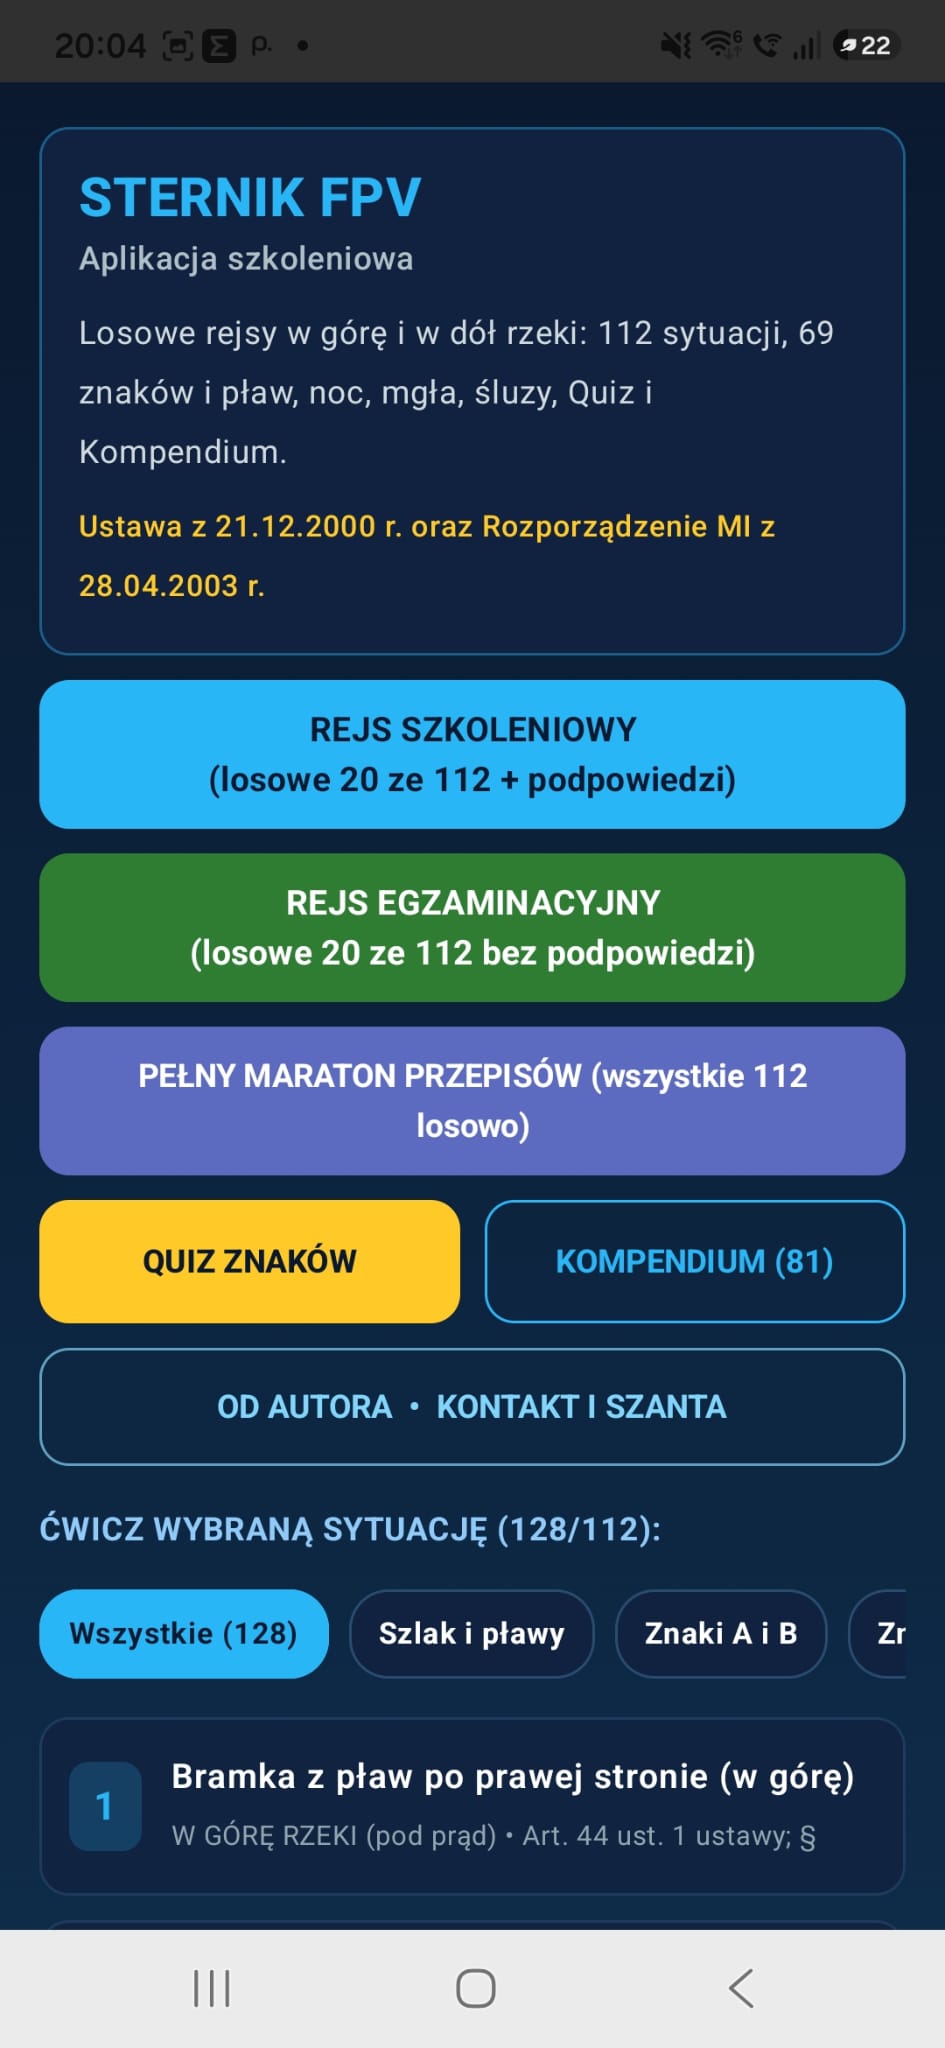 20:04
22
STERNIK FPV
Aplikacja szkoleniowa
Losowe rejsy w górę i w dół rzeki: 112 sytuacji, 69
znaków i pław, noc, mgła, śluzy, Quiz i
Kompendium.
Ustawa z 21.12.2000 r. oraz Rozporządzenie MI z
28.04.2003 r.
REJS SZKOLENIOWY
(losowe 20 ze 112 + podpowiedzi)
REJS EGZAMINACYJNY
(losowe 20 ze 112 bez podpowiedzi)
PEŁNY MARATON PRZEPISÓW (wszystkie 112
losowo)
QUIZ ZNAKÓW
KOMPENDIUM (81)
OD AUTORA • KONTAKT I SZANTA
ĆWICZ WYBRANĄ SYTUACJĘ (128/112):
Wszystkie (128)
Szlak i pławy
Znaki A i B
1
Bramka z pław po prawej stronie (w górę)
W GÓRĘ RZEKI (pod prąd) • Art. 44 ust. 1 ustawy; §